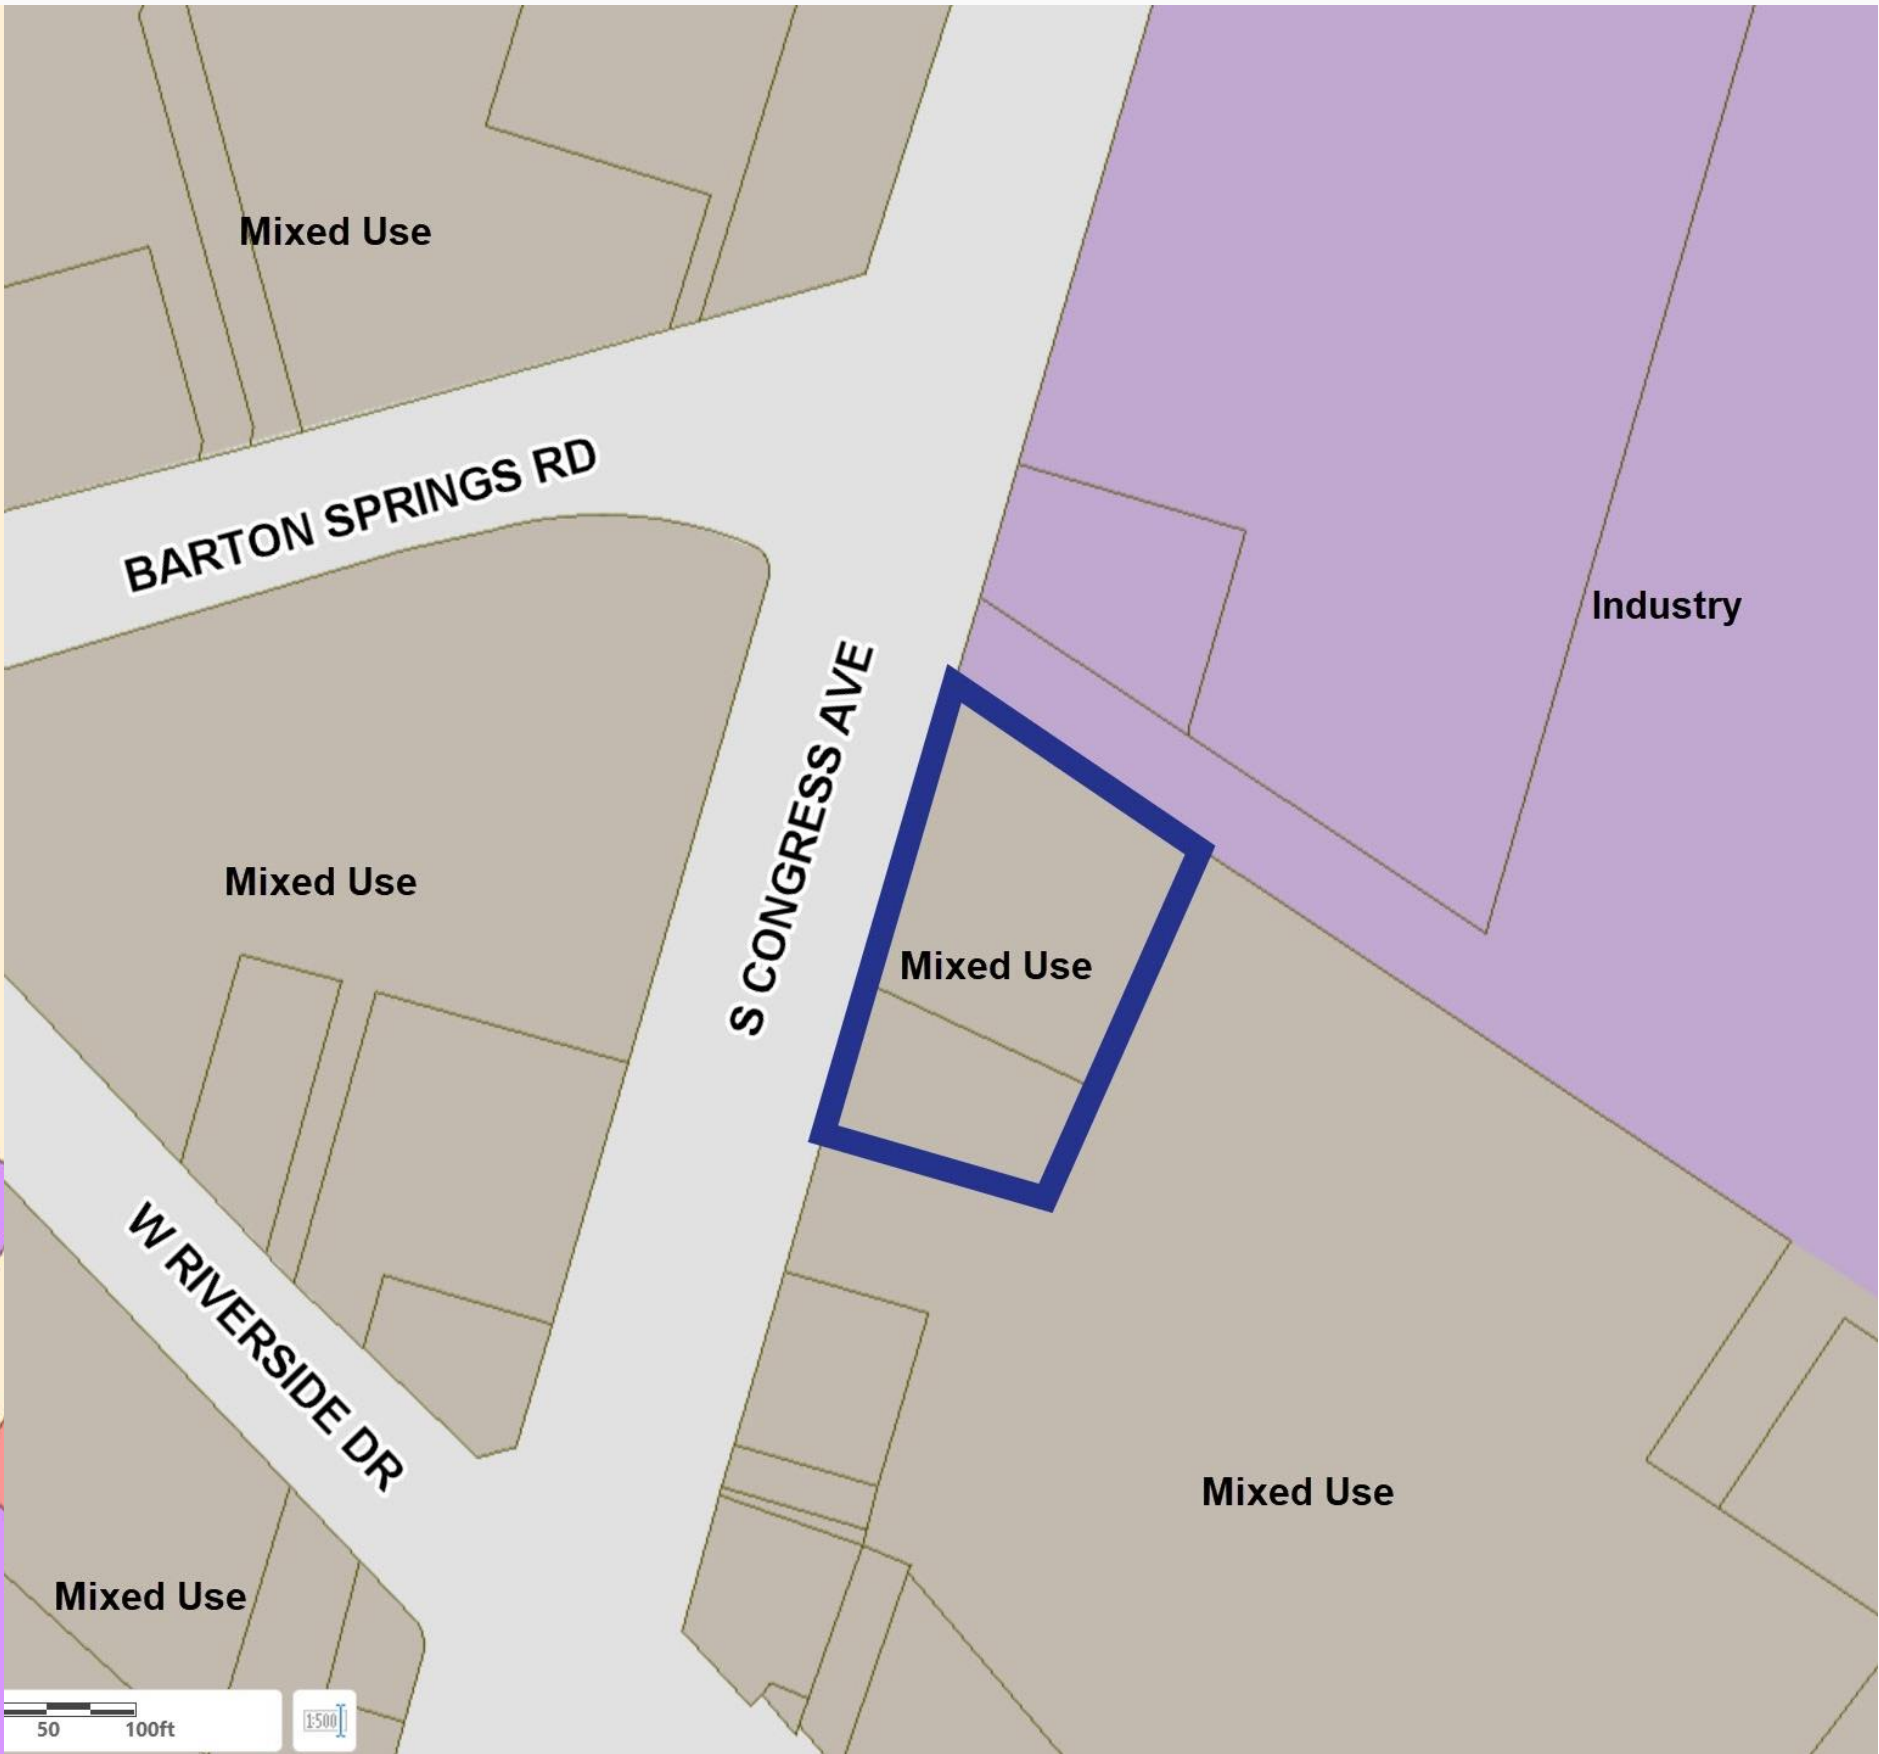 Mixed Use
BARTON SPRINGS RD
Industry
S CONGRESS AVE
Mixed Use
Mixed Use
W RIVERSIDE DR
Mixed Use
Mixed Use
50 100ft
1:500